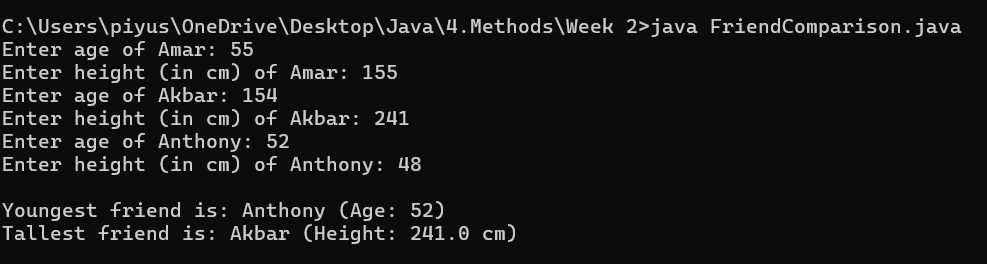 C:\Users\piyus\OneDrive\Desktop\Java\4.Methods\Week 2>java FriendComparison.java
Enter age of Amar: 55
Enter height (in cm) of Amar: 155
Enter age of Akbar: 154
Enter height (in cm) of Akbar: 241
Enter age of Anthony: 52
Enter height (in cm) of Anthony: 48
Youngest friend is: Anthony (Age: 52)
Tallest friend is: Akbar (Height: 241.0 cm)